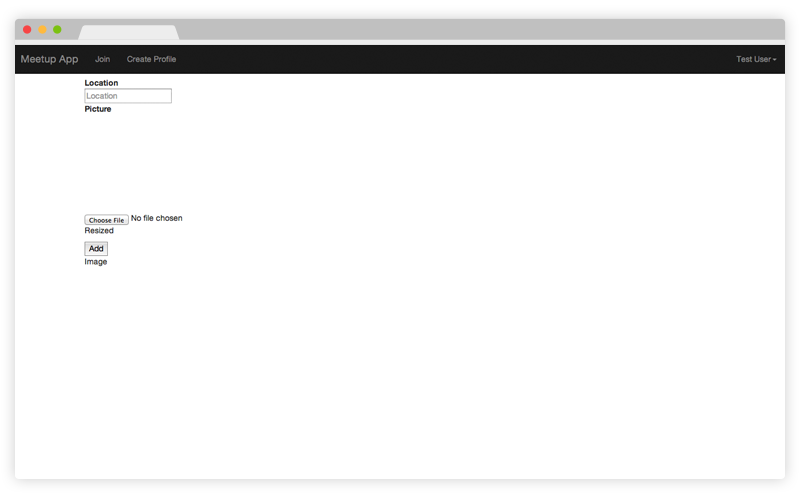 Meetup App Join Create Profile Test User
Location
Location
Picture
Choose File No file chosen
Resized
Add
Image